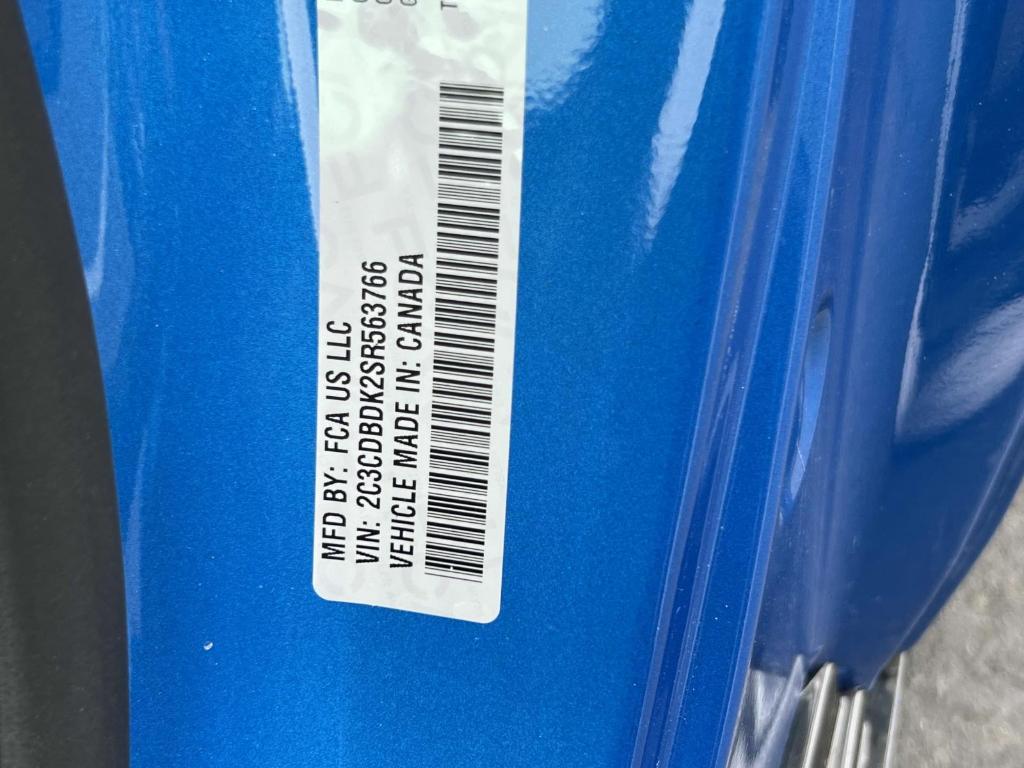 MFD BY: FCA US LLC
VIN: 2C3CDBDK2SR563766
VEHICLE MADE IN: CANADA